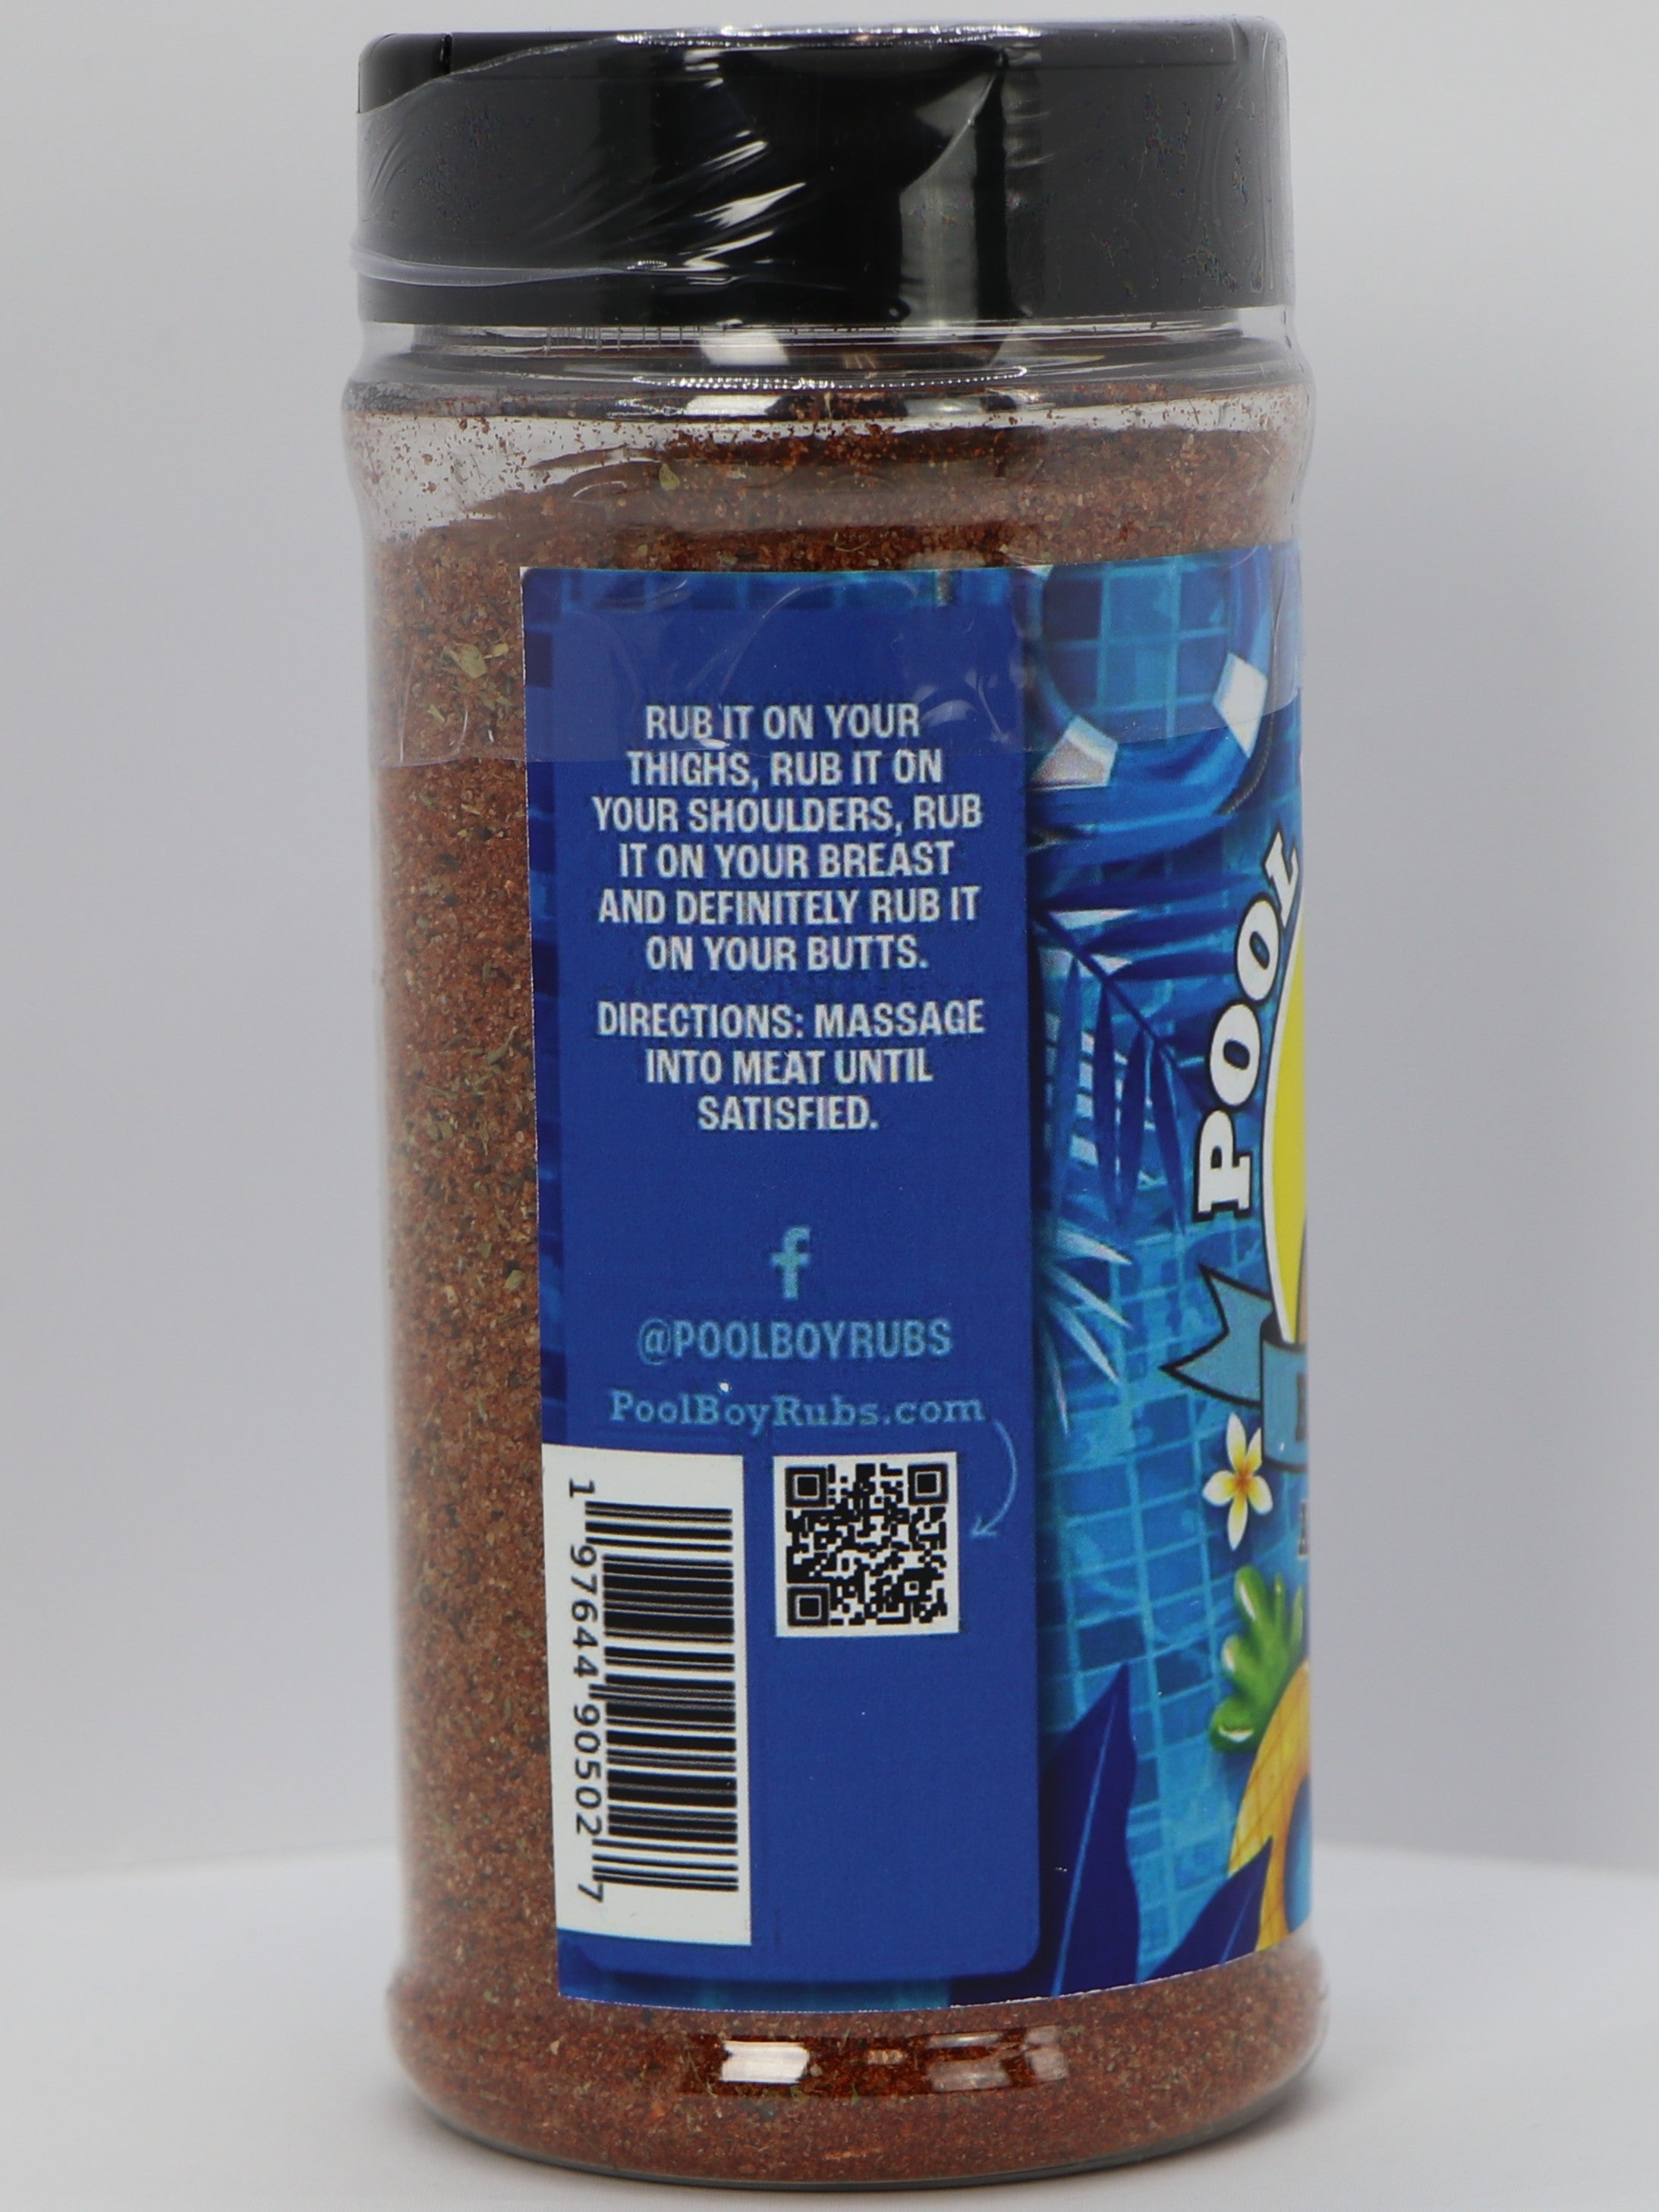 RUB IT ON YOUR
THIGHS, RUB IT ON
YOUR SHOULDERS, RUB
IT ON YOUR BREAST
AND DEFINITELY RUB IT
ON YOUR BUTTS.
DIRECTIONS: MASSAGE
INTO MEAT UNTIL
SATISFIED.
f
@POOLBOYRUBS
PoolBoyRubs.com
1 97644 90502 7
POOL